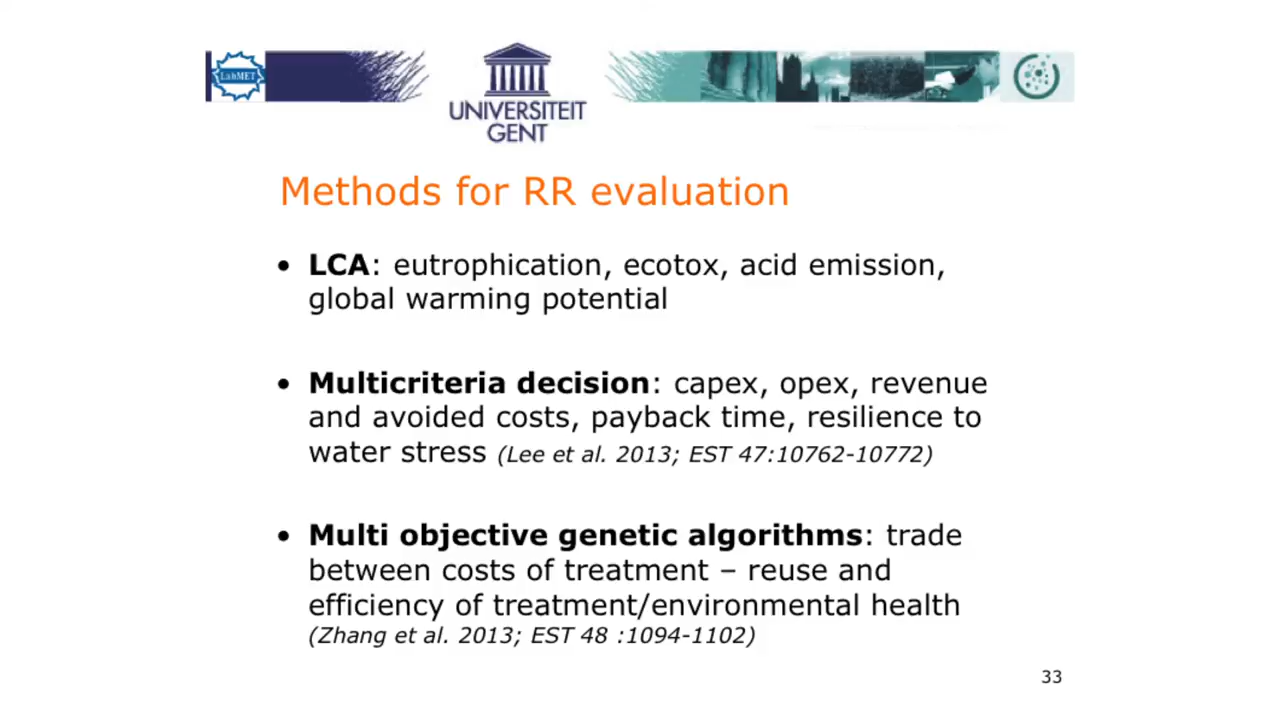 LabMET
UNIVERSITEIT
GENT
Methods for RR evaluation
• LCA: eutrophication, ecotox, acid emission,
global warming potential
• Multicriteria decision: capex, opex, revenue
and avoided costs, payback time, resilience to
water stress (Lee et al. 2013; EST 47:10762-10772)
• Multi objective genetic algorithms: trade
between costs of treatment – reuse and
efficiency of treatment/environmental health
(Zhang et al. 2013; EST 48 :1094-1102)
33